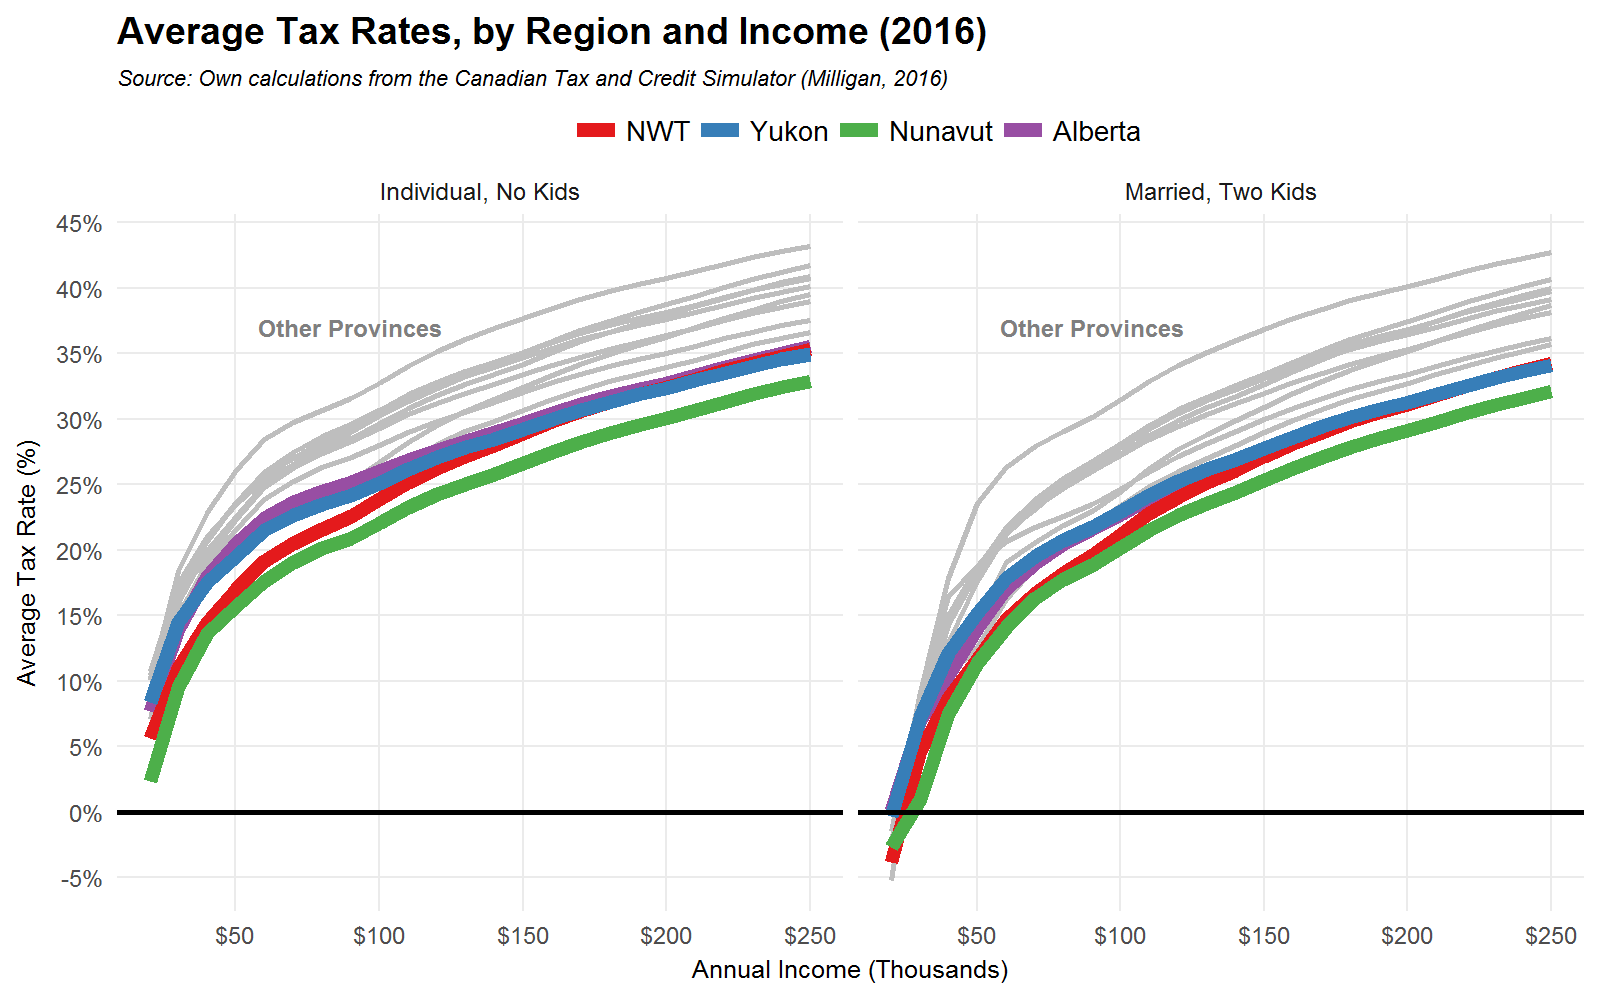 Average Tax Rates, by Region and Income (2016)
Source: Own calculations from the Canadian Tax and Credit Simulator (Milligan, 2016)
NWT Yukon Nunavut Alberta
Individual, No Kids
Married, Two Kids
45%
40%
35%
30%
25%
20%
15%
10%
5%
0%
-5%
Average Tax Rate (%)
Other Provinces
Other Provinces
$50 $100 $150 $200 $250
$50 $100 $150 $200 $250
Annual Income (Thousands)